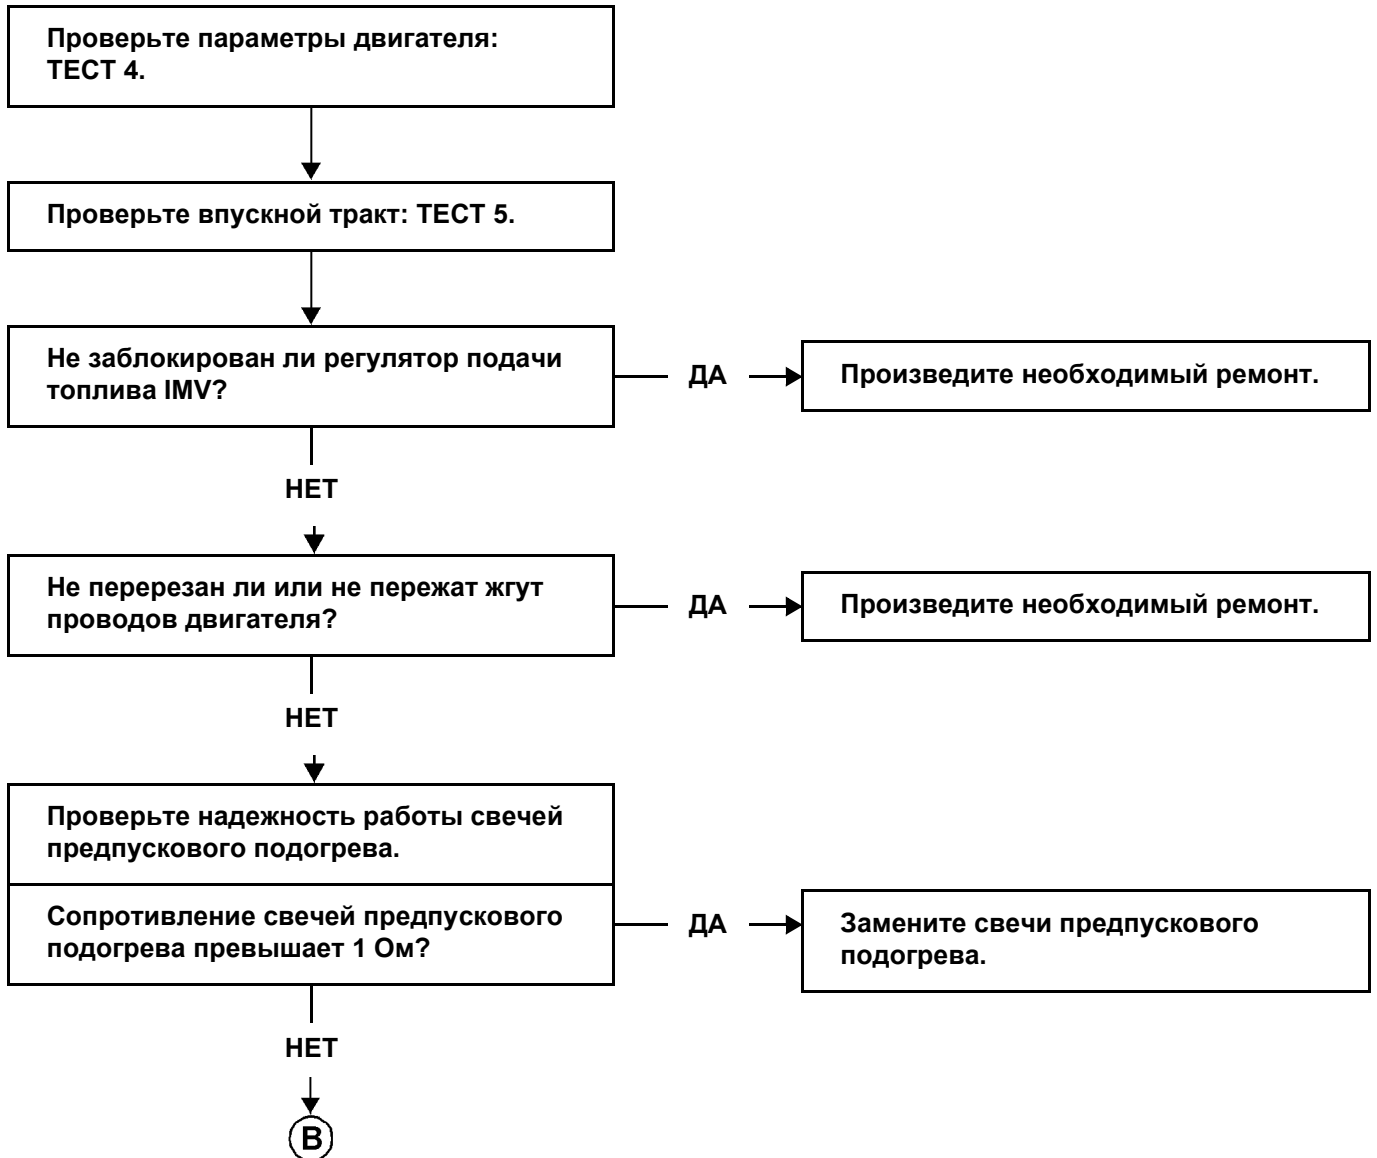 Проверьте параметры двигателя:
ТЕСТ 4.
Проверьте впускной тракт: ТЕСТ 5.
Не заблокирован ли регулятор подачи
топлива IMV?
ДА
Произведите необходимый ремонт.
НЕТ
Не перерезан ли или не пережат жгут
проводов двигателя?
ДА
Произведите необходимый ремонт.
НЕТ
Проверьте надежность работы свечей
предпускового подогрева.
Сопротивление свечей предпускового
подогрева превышает 1 Ом?
ДА
Замените свечи предпускового
подогрева.
НЕТ
B